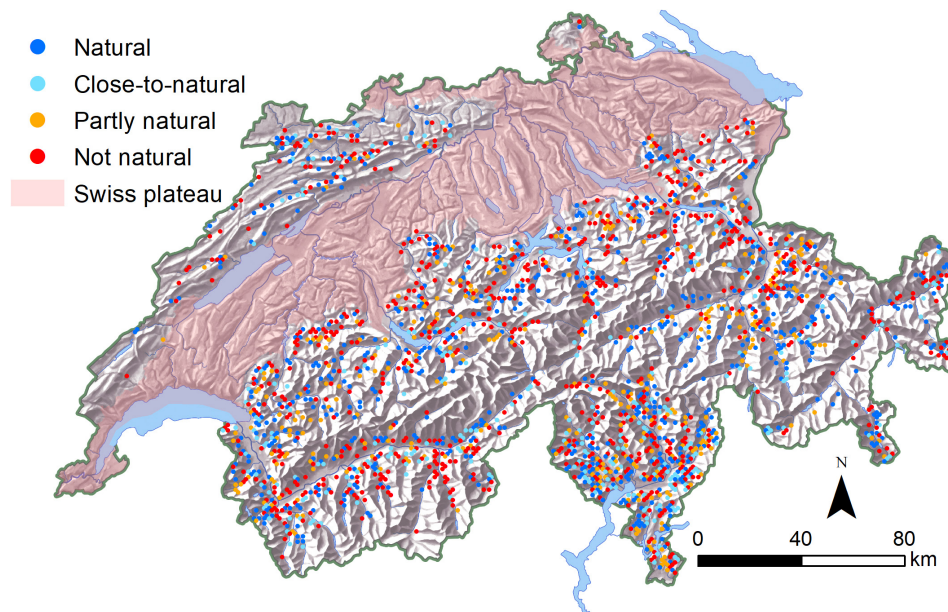 Natural
Close-to-natural
Partly natural
Not natural
Swiss plateau
N
0 40 80
km